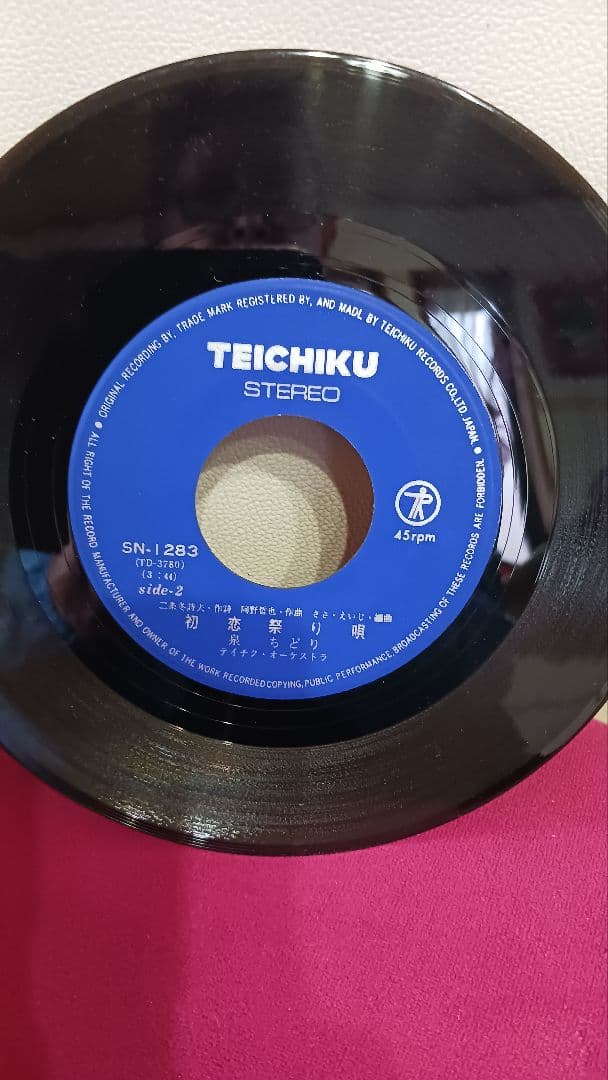 ● ORIGINAL RECORDING BY, TRADE MARK REGISTERED BY, AND MADE BY TEICHIKU RECORDS CO.,LTD. JAPAN. ●
TEICHIKU
STEREO
TR
45rpm
SN-1283
(TD-3780)
(3:44)
side-2
二条冬詩夫・作詩 岡野哲也・作曲 ささ・えいじ・編曲
初恋祭り唄
泉ちどり
テイチク・オーケストラ
ALL RIGHT OF THE RECORD MANUFACTURER AND OWNER OF THE WORK RECORDED COPYING, PUBLIC PERFORMANCE, BROADCASTING OF THESE RECORDS ARE FORBIDDEN.